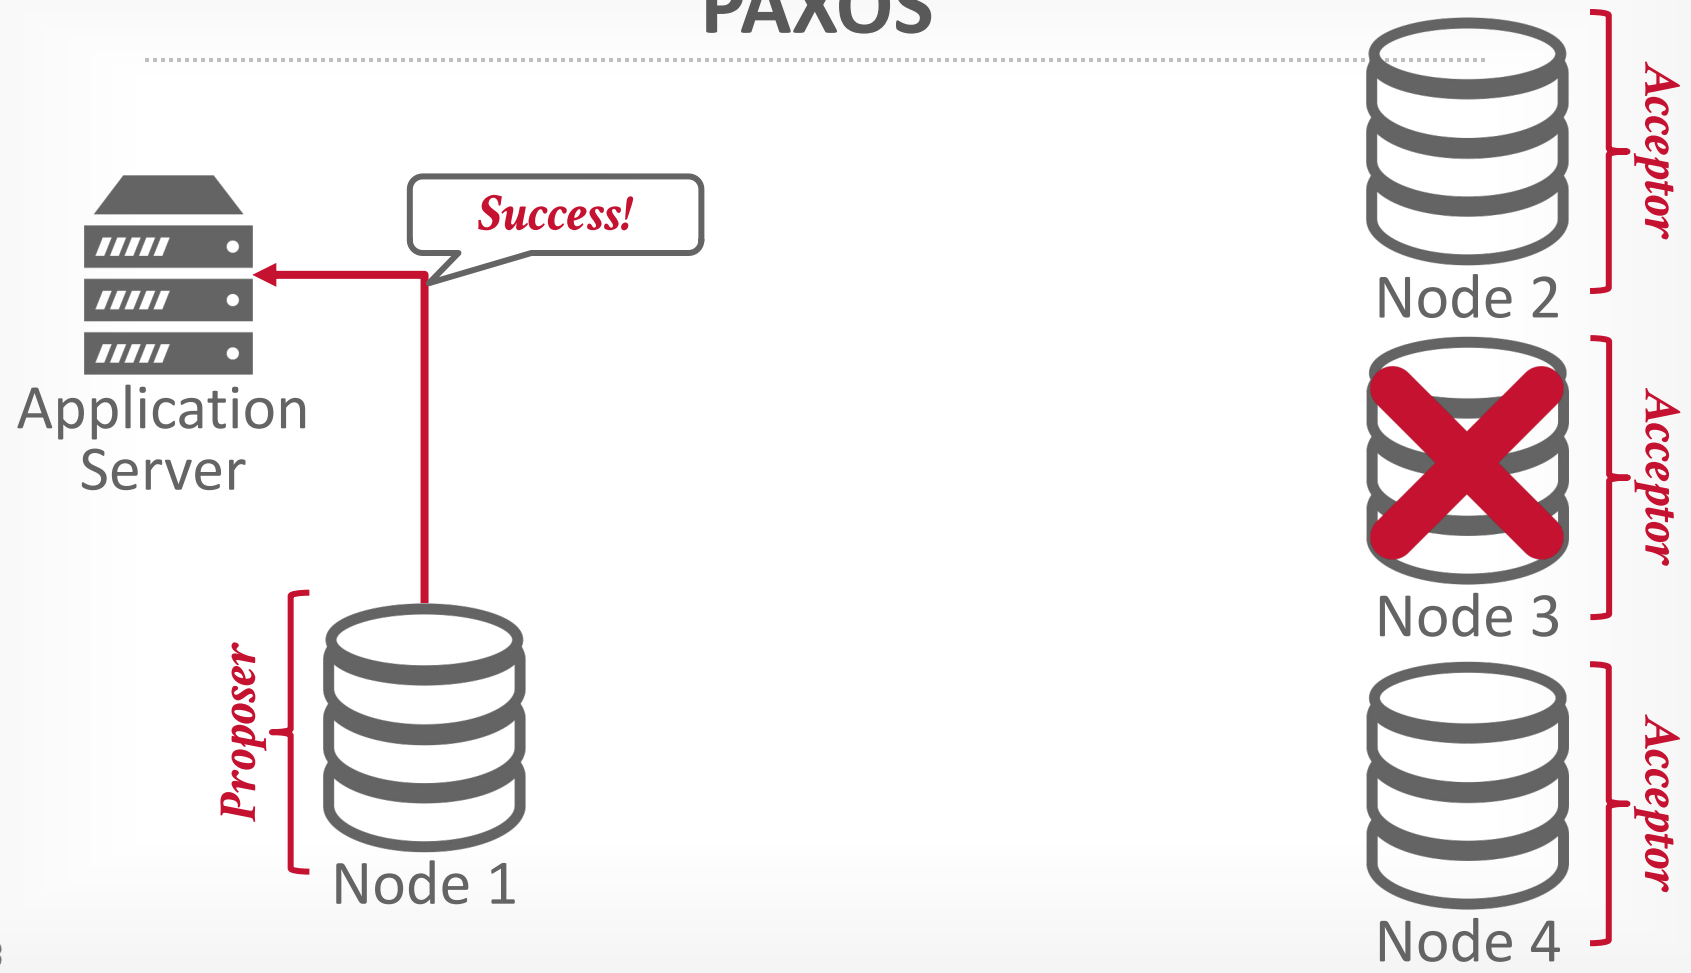 PAXOS
Success!
Application
Server
Proposer
Node 1
Acceptor
Node 2
Acceptor
Node 3
Acceptor
Node 4